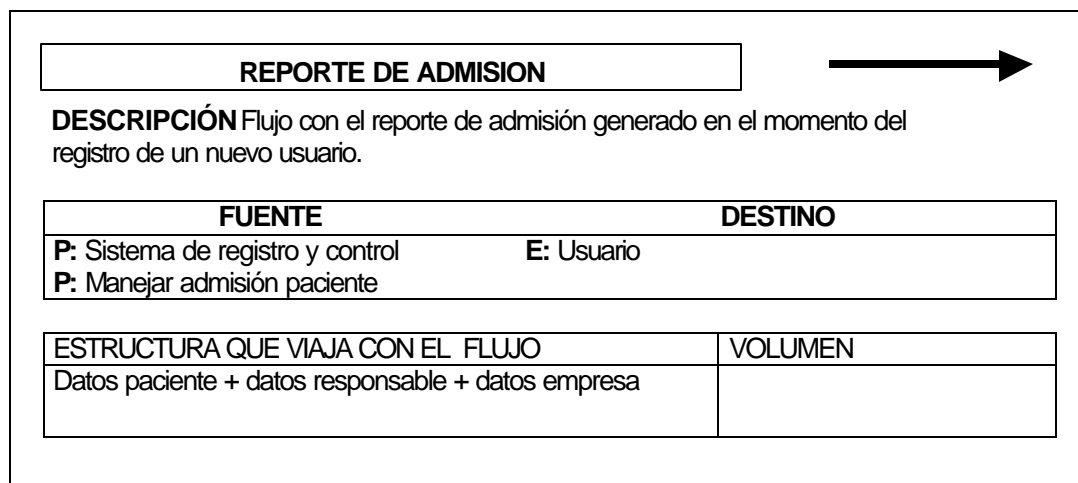 REPORTE DE ADMISION
DESCRIPCIÓN Flujo con el reporte de admisión generado en el momento del
registro de un nuevo usuario.
FUENTE DESTINO
P: Sistema de registro y control E: Usuario
P: Manejar admisión paciente
ESTRUCTURA QUE VIAJA CON EL FLUJO VOLUMEN
Datos paciente + datos responsable + datos empresa